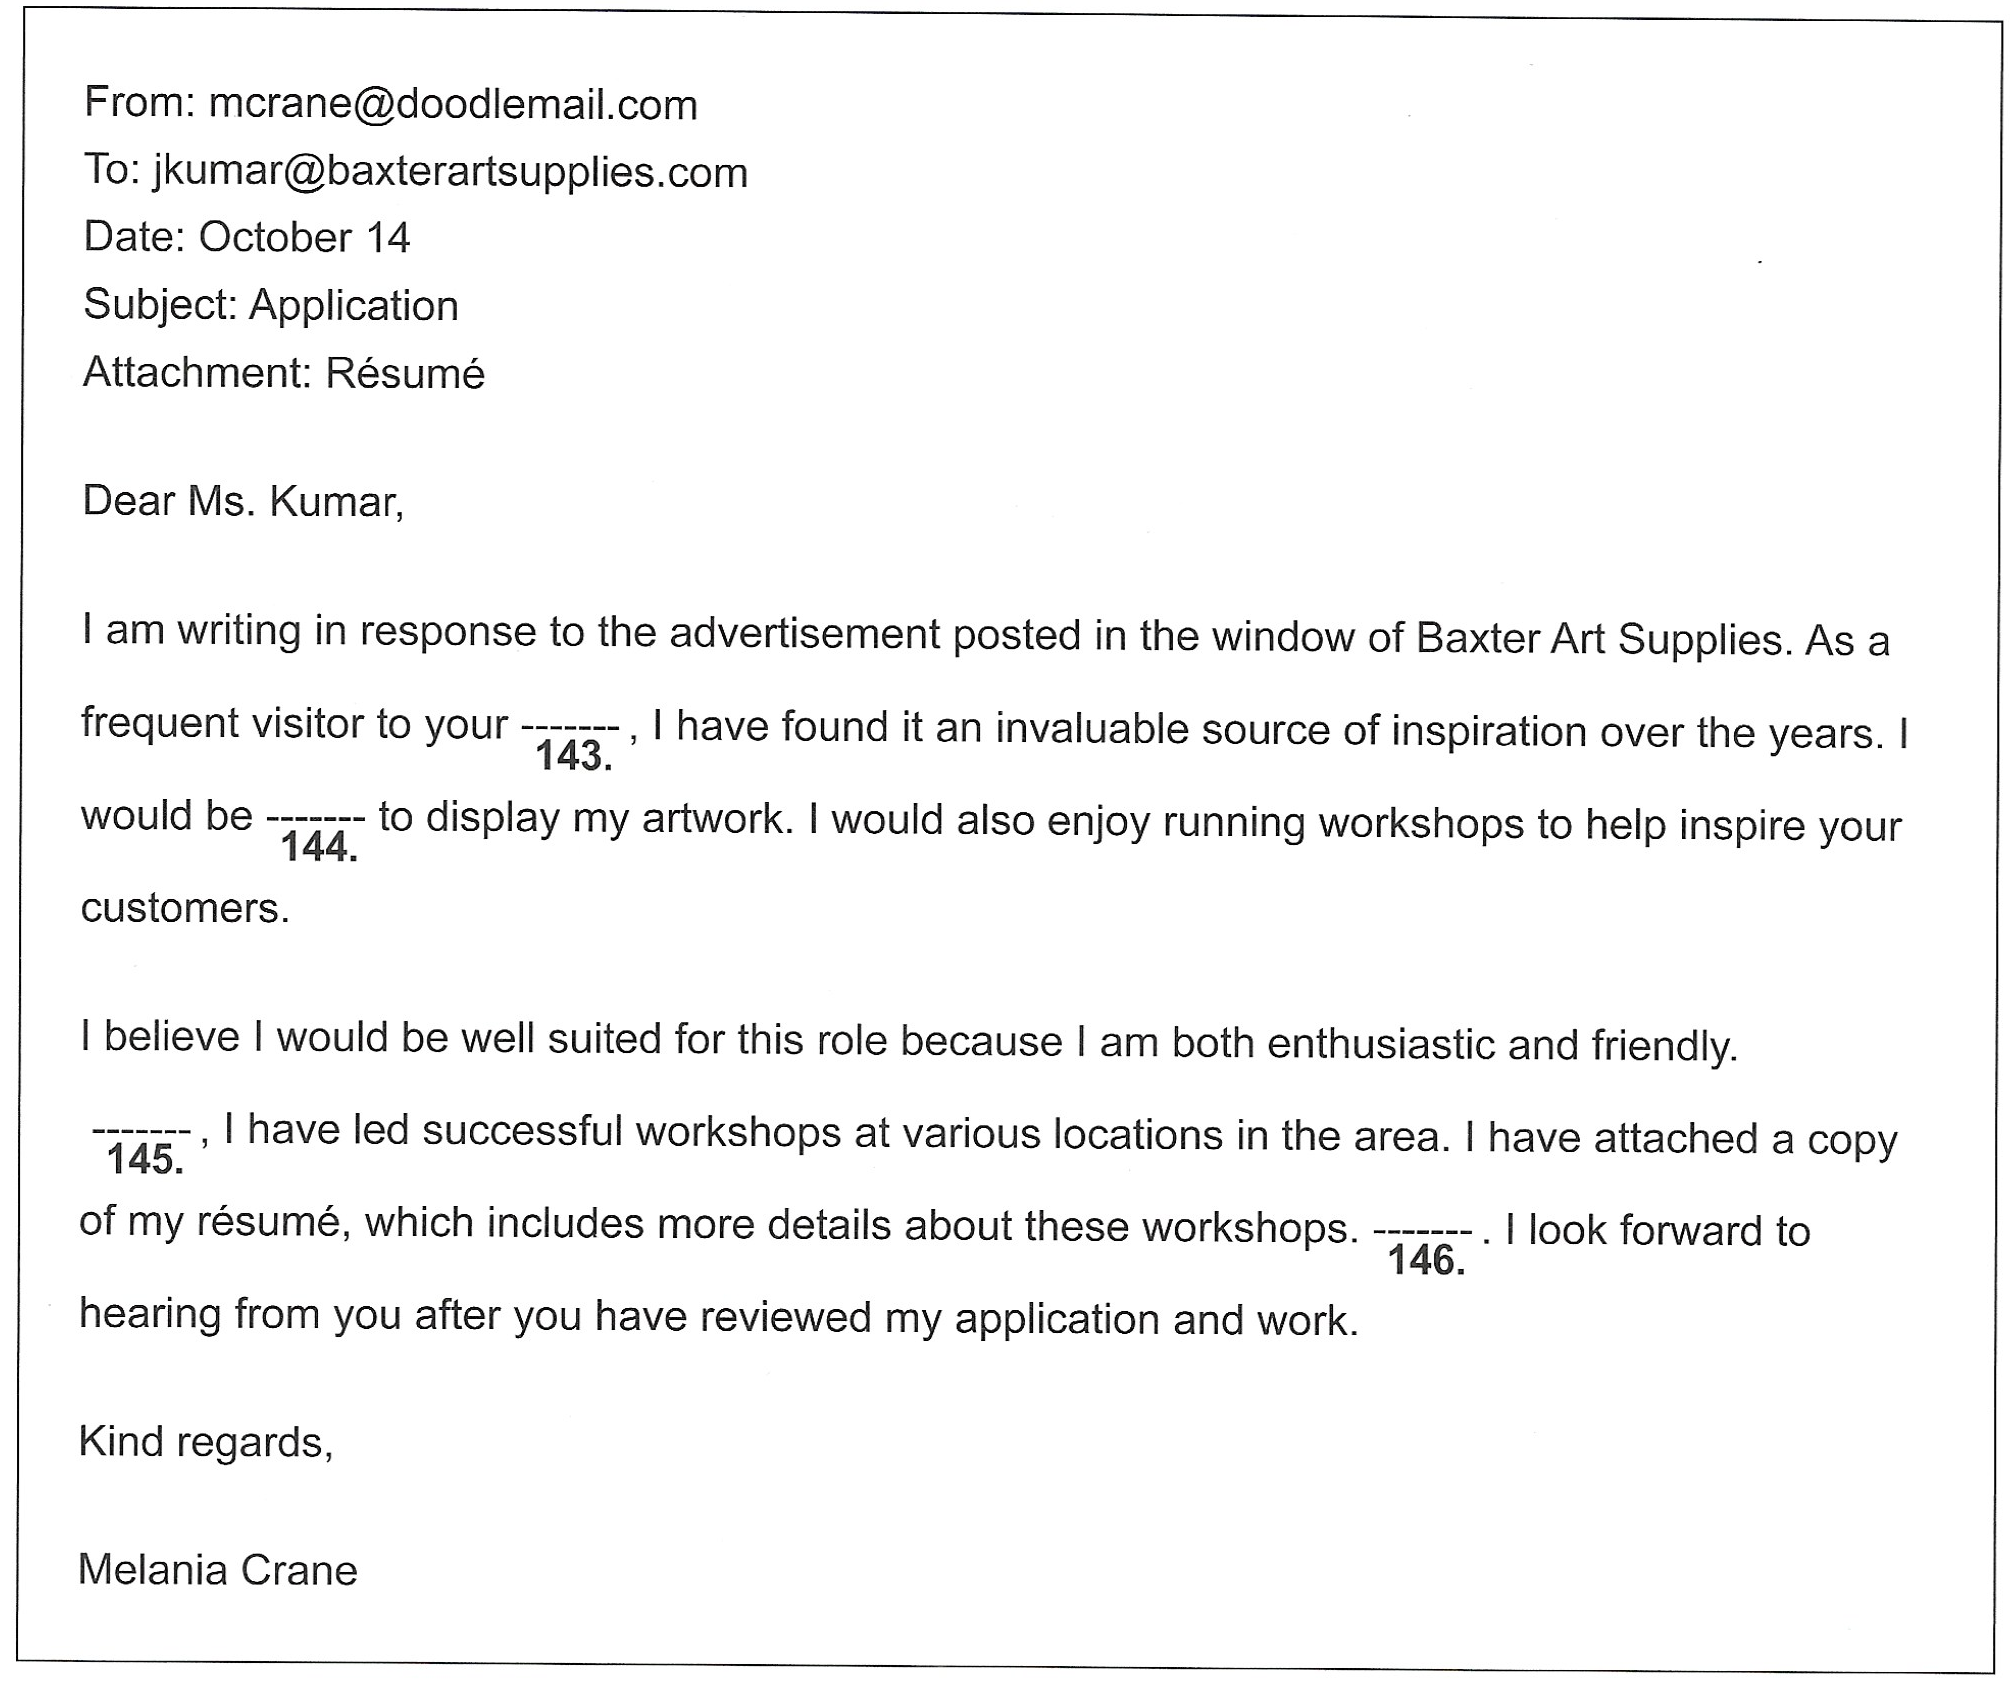 From: mcrane@doodlemail.com
To: jkumar@baxterartsupplies.com
Date: October 14
Subject: Application
Attachment: Résumé
Dear Ms. Kumar,
I am writing in response to the advertisement posted in the window of Baxter Art Supplies. As a
frequent visitor to your -------, I have found it an invaluable source of inspiration over the years. I
143.
would be ------- to display my artwork. I would also enjoy running workshops to help inspire your
144.
customers.
I believe I would be well suited for this role because I am both enthusiastic and friendly.
-------, I have led successful workshops at various locations in the area. I have attached a copy
145.
of my résumé, which includes more details about these workshops. -------. I look forward to
146.
hearing from you after you have reviewed my application and work.
Kind regards,
Melania Crane